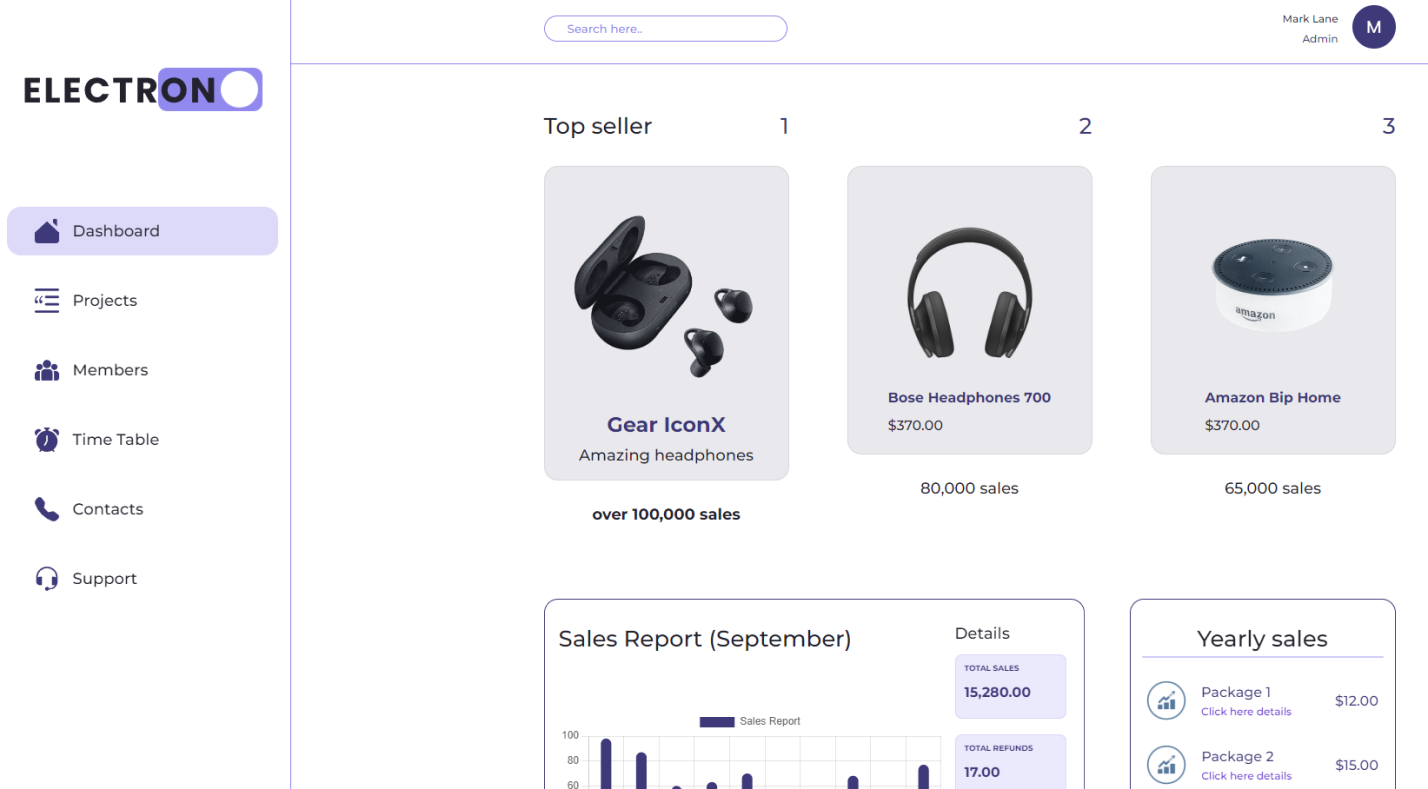 Search here..
Mark Lane
Admin
M
ELECTRON
Dashboard
Projects
Members
Time Table
Contacts
Support
Top seller
1
2
3
amazon
Gear IconX
Amazing headphones
over 100,000 sales
Bose Headphones 700
$370.00
80,000 sales
Amazon Bip Home
$370.00
65,000 sales
Sales Report (September)
Sales Report
100
80
60
Details
TOTAL SALES
15,280.00
TOTAL REFUNDS
17.00
Yearly sales
Package 1
Click here details
$12.00
Package 2
Click here details
$15.00